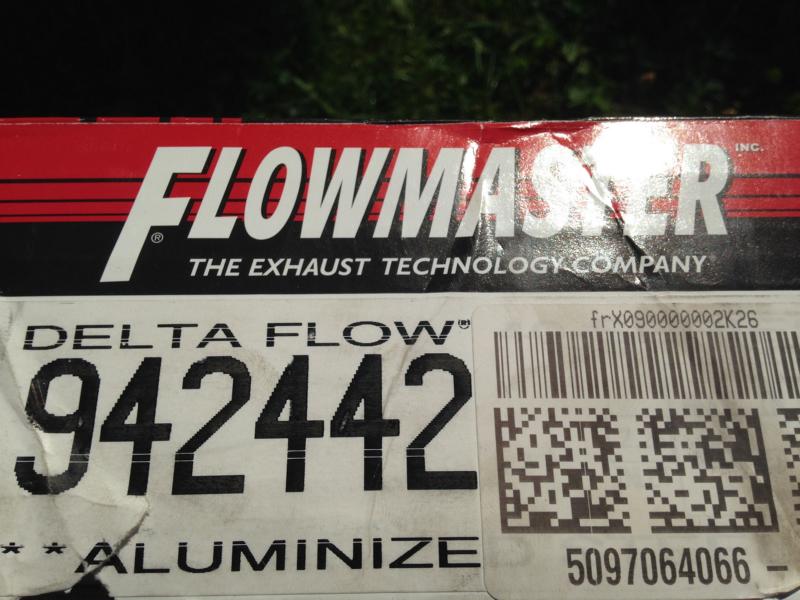 FLOWMASTER INC.
®
THE EXHAUST TECHNOLOGY COMPANY
DELTA FLOW®
942442
**ALUMINIZE
frX090000002K26
5097064066 -